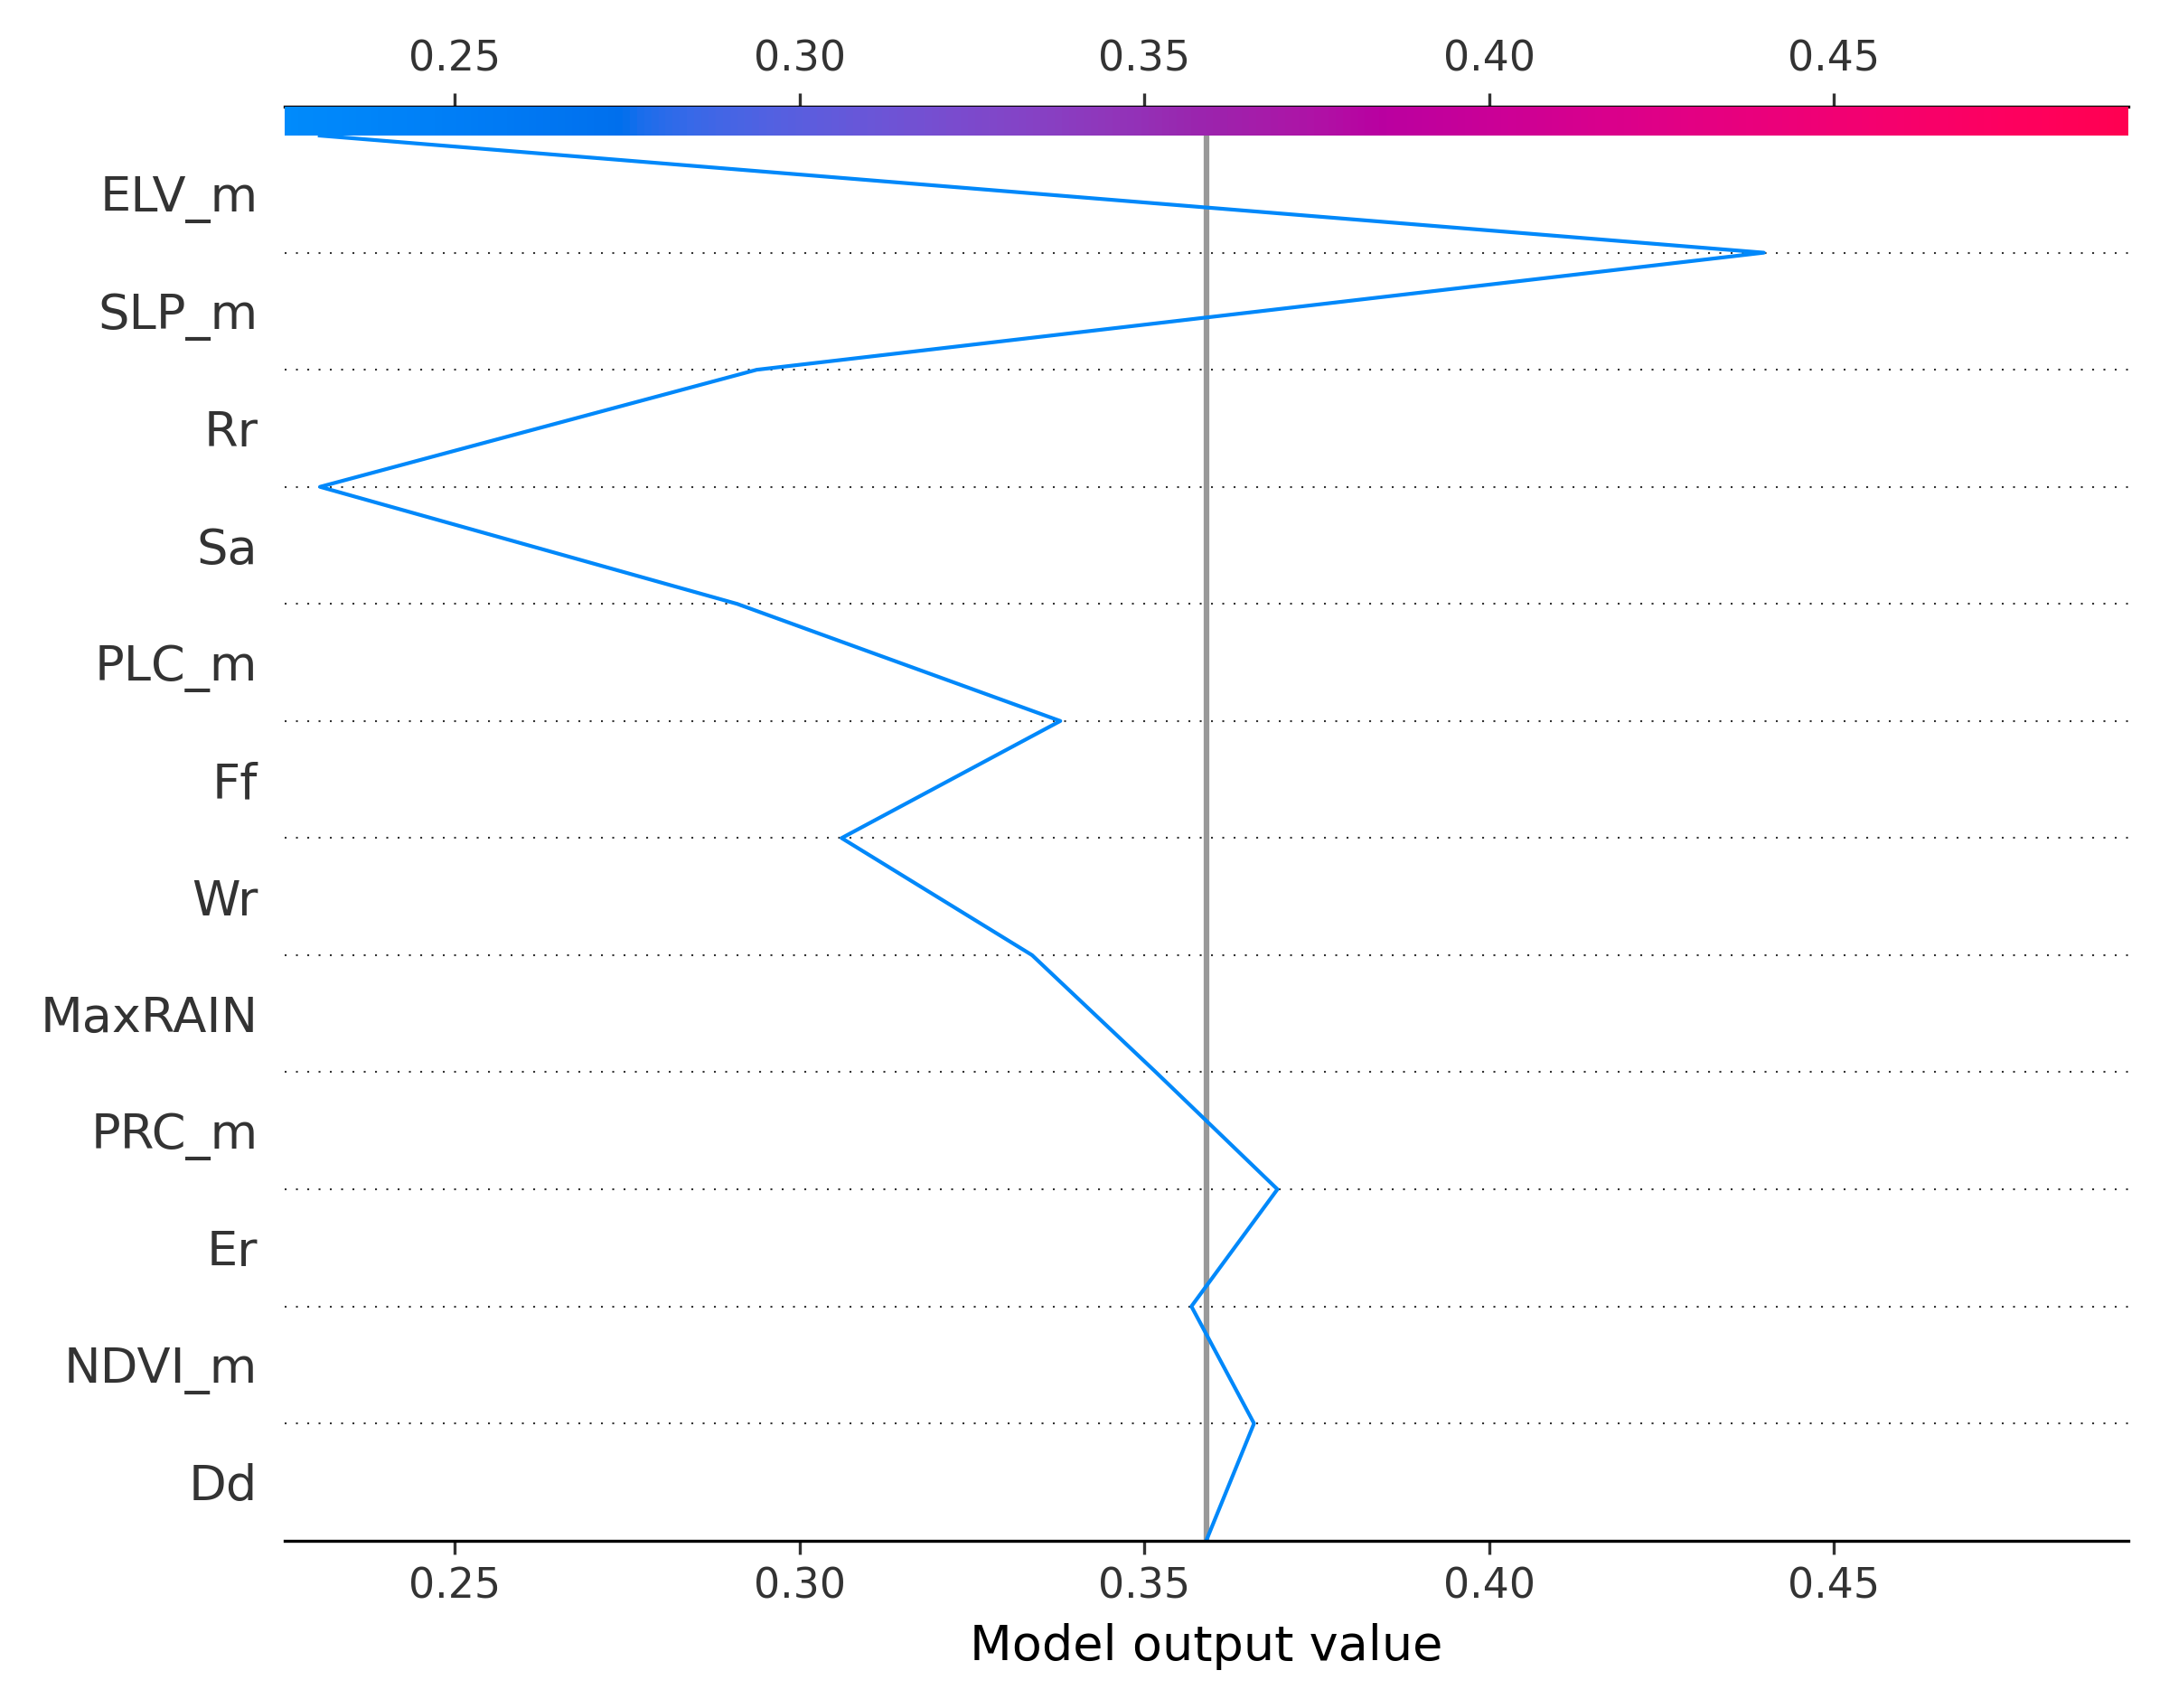 0.25 0.30 0.35 0.40 0.45
ELV_m
SLP_m
Rr
Sa
PLC_m
Ff
Wr
MaxRAIN
PRC_m
Er
NDVI_m
Dd
0.25 0.30 0.35 0.40 0.45
Model output value